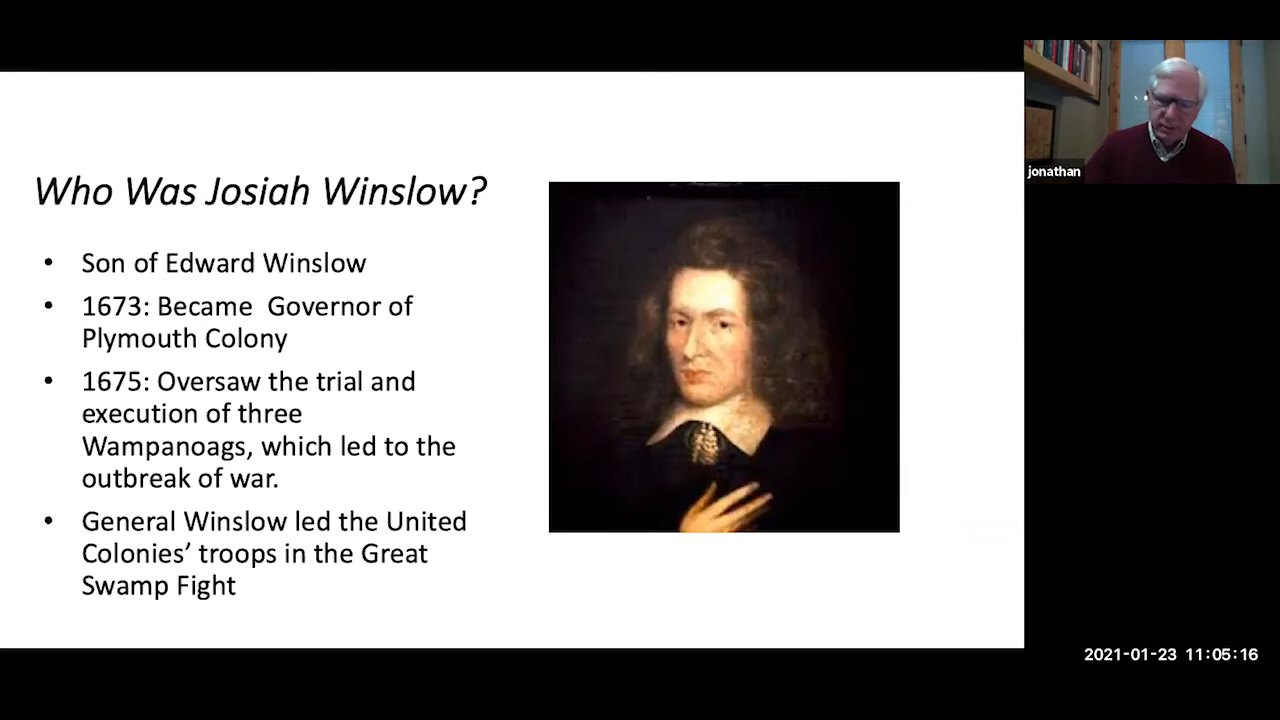 Who Was Josiah Winslow?
• Son of Edward Winslow
• 1673: Became  Governor of
Plymouth Colony
• 1675: Oversaw the trial and
execution of three
Wampanoags, which led to the
outbreak of war.
• General Winslow led the United
Colonies’ troops in the Great
Swamp Fight
jonathan
2021-01-23 11:05:16